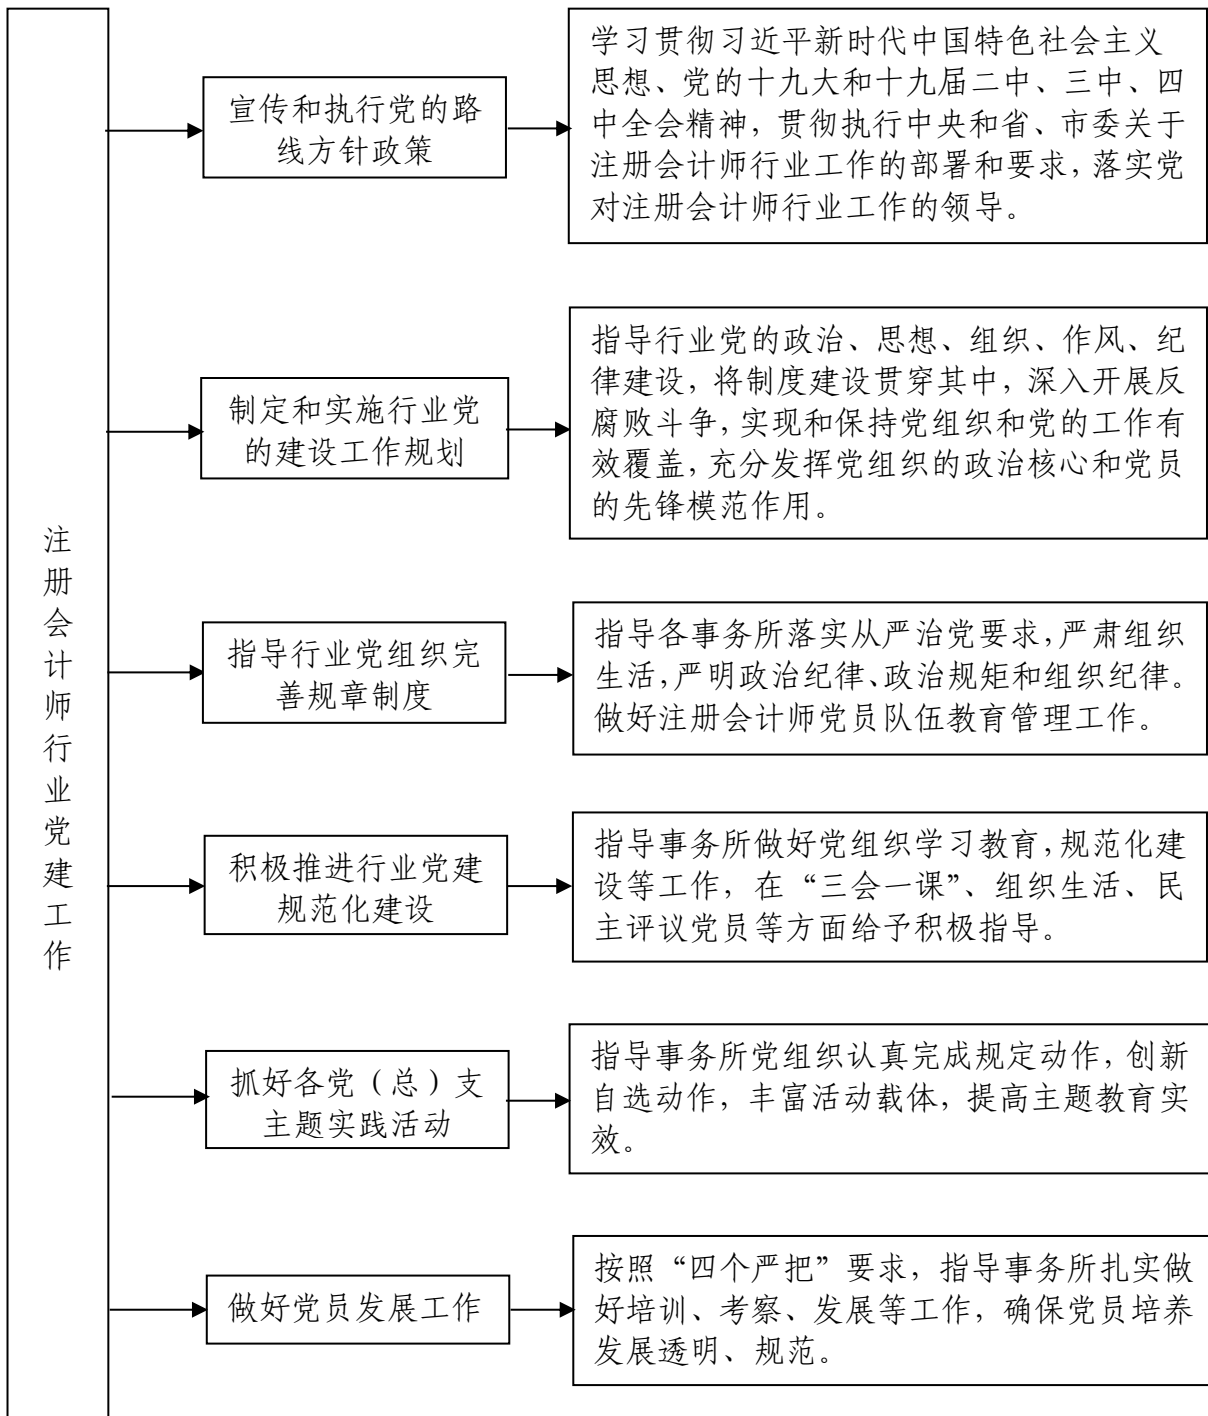 注册会计师行业党建工作
宣传和执行党的路
线方针政策
学习贯彻习近平新时代中国特色社会主义
思想、党的十九大和十九届二中、三中、四
中全会精神，贯彻执行中央和省、市委关于
注册会计师行业工作的部署和要求，落实党
对注册会计师行业工作的领导。
制定和实施行业党
的建设工作规划
指导行业党的政治、思想、组织、作风、纪
律建设，将制度建设贯穿其中，深入开展反
腐败斗争，实现和保持党组织和党的工作有
效覆盖，充分发挥党组织的政治核心和党员
的先锋模范作用。
指导行业党组织完
善规章制度
指导各事务所落实从严治党要求，严肃组织
生活，严明政治纪律、政治规矩和组织纪律。
做好注册会计师党员队伍教育管理工作。
积极推进行业党建
规范化建设
指导事务所做好党组织学习教育，规范化建
设等工作，在“三会一课”、组织生活、民
主评议党员等方面给予积极指导。
抓好各党（总）支
主题实践活动
指导事务所党组织认真完成规定动作，创新
自选动作，丰富活动载体，提高主题教育实
效。
做好党员发展工作
按照“四个严把”要求，指导事务所扎实做
好培训、考察、发展等工作，确保党员培养
发展透明、规范。